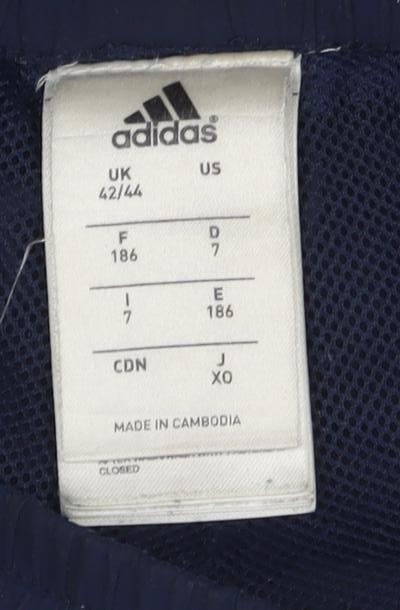 adidas®
UK US
42/44
F D
186 7
I E
7 186
CDN J
XO
MADE IN CAMBODIA
CLOSED